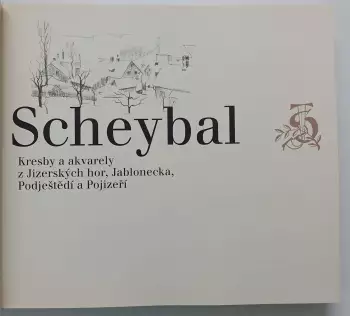 Scheybal
Kresby a akvarely
z Jizerských hor, Jablonecka,
Podještědí a Pojizeří